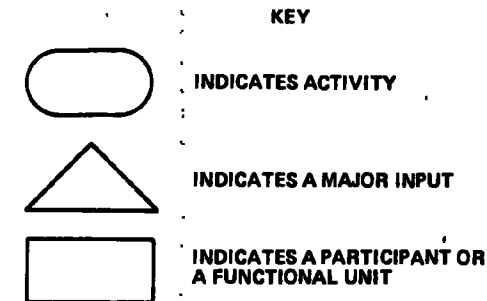 KEY
INDICATES ACTIVITY
INDICATES A MAJOR INPUT
INDICATES A PARTICIPANT OR
A FUNCTIONAL UNIT